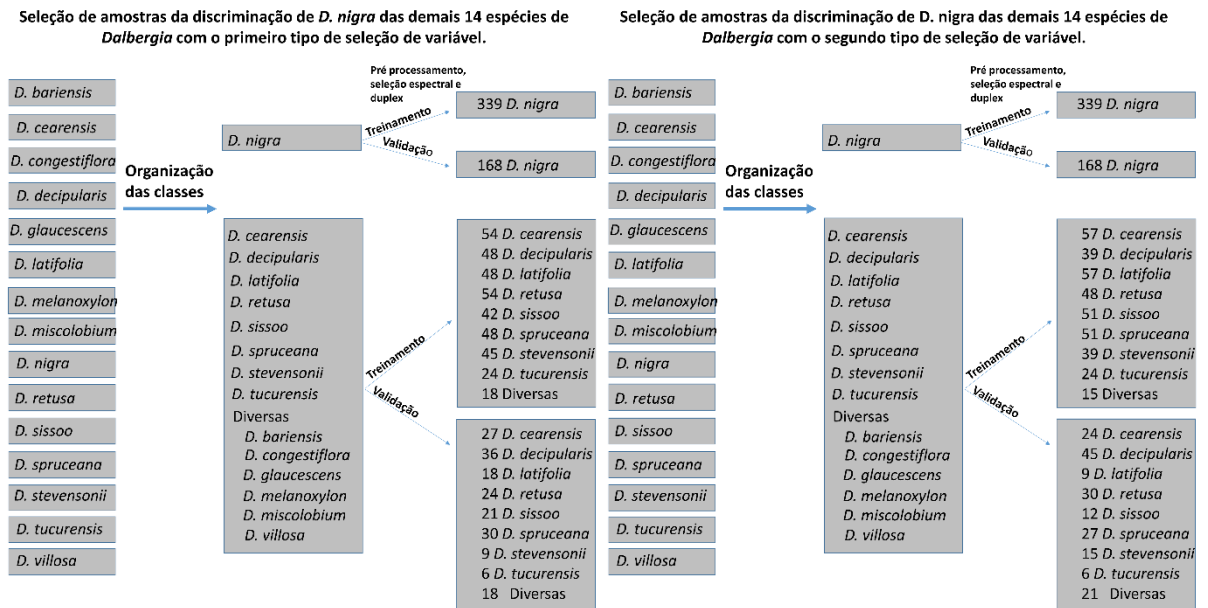 Seleção de amostras da discriminação de D. nigra das demais 14 espécies de
Dalbergia com o primeiro tipo de seleção de variável.
D. bariensis
D. cearensis
D. congestiflora
D. decipularis
D. glaucescens
D. latifolia
D. melanoxylon
D. miscolobium
D. nigra
D. retusa
D. sissoo
D. spruceana
D. stevensonii
D. tucurensis
D. villosa
Organização
das classes
D. nigra
Pré processamento,
seleção espectral e
duplex
Treinamento
Validação
339 D. nigra
168 D. nigra
D. cearensis
D. decipularis
D. latifolia
D. retusa
D. sissoo
D. spruceana
D. stevensonii
D. tucurensis
Diversas
D. bariensis
D. congestiflora
D. glaucescens
D. melanoxylon
D. miscolobium
D. villosa
Treinamento
Validação
54 D. cearensis
48 D. decipularis
48 D. latifolia
54 D. retusa
42 D. sissoo
48 D. spruceana
45 D. stevensonii
24 D. tucurensis
18 Diversas
27 D. cearensis
36 D. decipularis
18 D. latifolia
24 D. retusa
21 D. sissoo
30 D. spruceana
9 D. stevensonii
6 D. tucurensis
18 Diversas
Seleção de amostras da discriminação de D. nigra das demais 14 espécies de
Dalbergia com o segundo tipo de seleção de variável.
D. bariensis
D. cearensis
D. congestiflora
D. decipularis
D. glaucescens
D. latifolia
D. melanoxylon
D. miscolobium
D. nigra
D. retusa
D. sissoo
D. spruceana
D. stevensonii
D. tucurensis
D. villosa
Organização
das classes
D. nigra
Pré processamento,
seleção espectral e
duplex
Treinamento
Validação
339 D. nigra
168 D. nigra
D. cearensis
D. decipularis
D. latifolia
D. retusa
D. sissoo
D. spruceana
D. stevensonii
D. tucurensis
Diversas
D. bariensis
D. congestiflora
D. glaucescens
D. melanoxylon
D. miscolobium
D. villosa
Treinamento
Validação
57 D. cearensis
39 D. decipularis
57 D. latifolia
48 D. retusa
51 D. sissoo
51 D. spruceana
39 D. stevensonii
24 D. tucurensis
15 Diversas
24 D. cearensis
45 D. decipularis
9 D. latifolia
30 D. retusa
12 D. sissoo
27 D. spruceana
15 D. stevensonii
6 D. tucurensis
21 Diversas